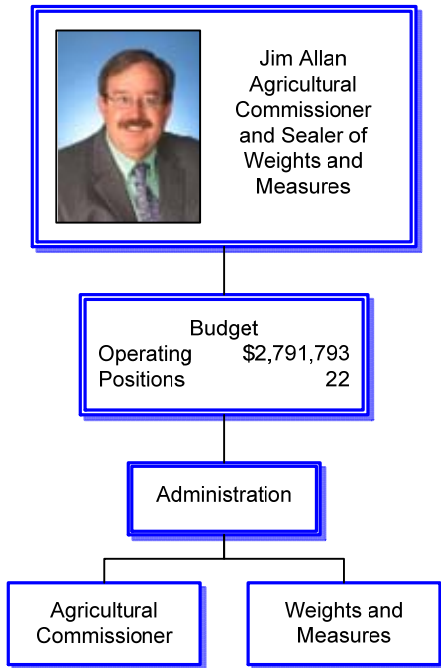 Jim Allan
Agricultural
Commissioner
and Sealer of
Weights and
Measures
Budget
Operating $2,791,793
Positions 22
Administration
Agricultural
Commissioner
Weights and
Measures